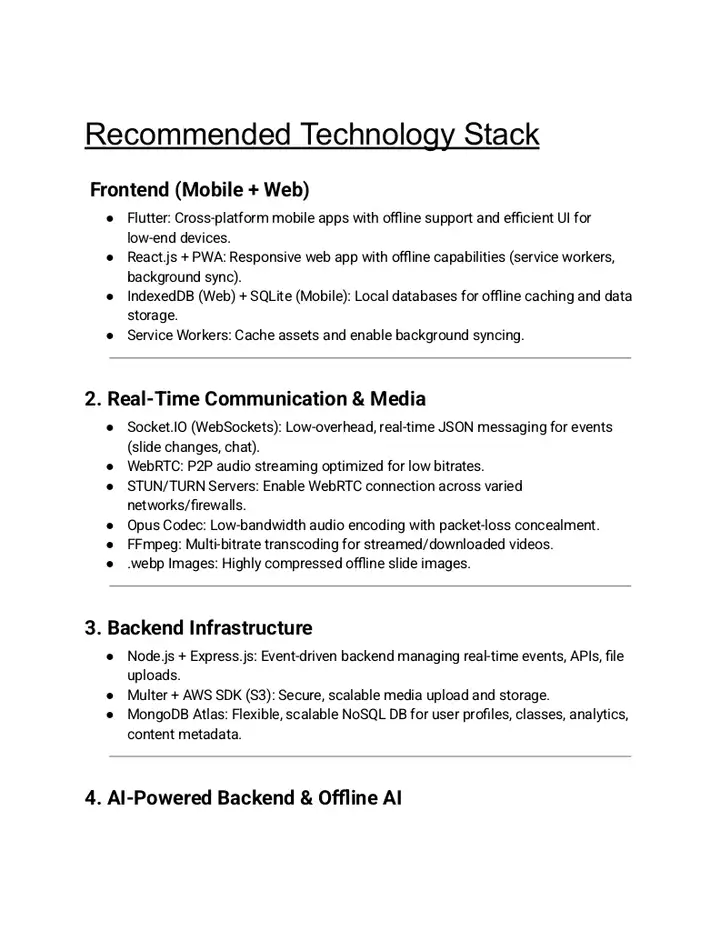 Recommended Technology Stack
Frontend (Mobile + Web)
● Flutter: Cross-platform mobile apps with offline support and efficient UI for
low-end devices.
● React.js + PWA: Responsive web app with offline capabilities (service workers,
background sync).
● IndexedDB (Web) + SQLite (Mobile): Local databases for offline caching and data
storage.
● Service Workers: Cache assets and enable background syncing.
2. Real-Time Communication & Media
● Socket.IO (WebSockets): Low-overhead, real-time JSON messaging for events
(slide changes, chat).
● WebRTC: P2P audio streaming optimized for low bitrates.
● STUN/TURN Servers: Enable WebRTC connection across varied
networks/firewalls.
● Opus Codec: Low-bandwidth audio encoding with packet-loss concealment.
● FFmpeg: Multi-bitrate transcoding for streamed/downloaded videos.
● .webp Images: Highly compressed offline slide images.
3. Backend Infrastructure
● Node.js + Express.js: Event-driven backend managing real-time events, APIs, file
uploads.
● Multer + AWS SDK (S3): Secure, scalable media upload and storage.
● MongoDB Atlas: Flexible, scalable NoSQL DB for user profiles, classes, analytics,
content metadata.
4. AI-Powered Backend & Offline AI